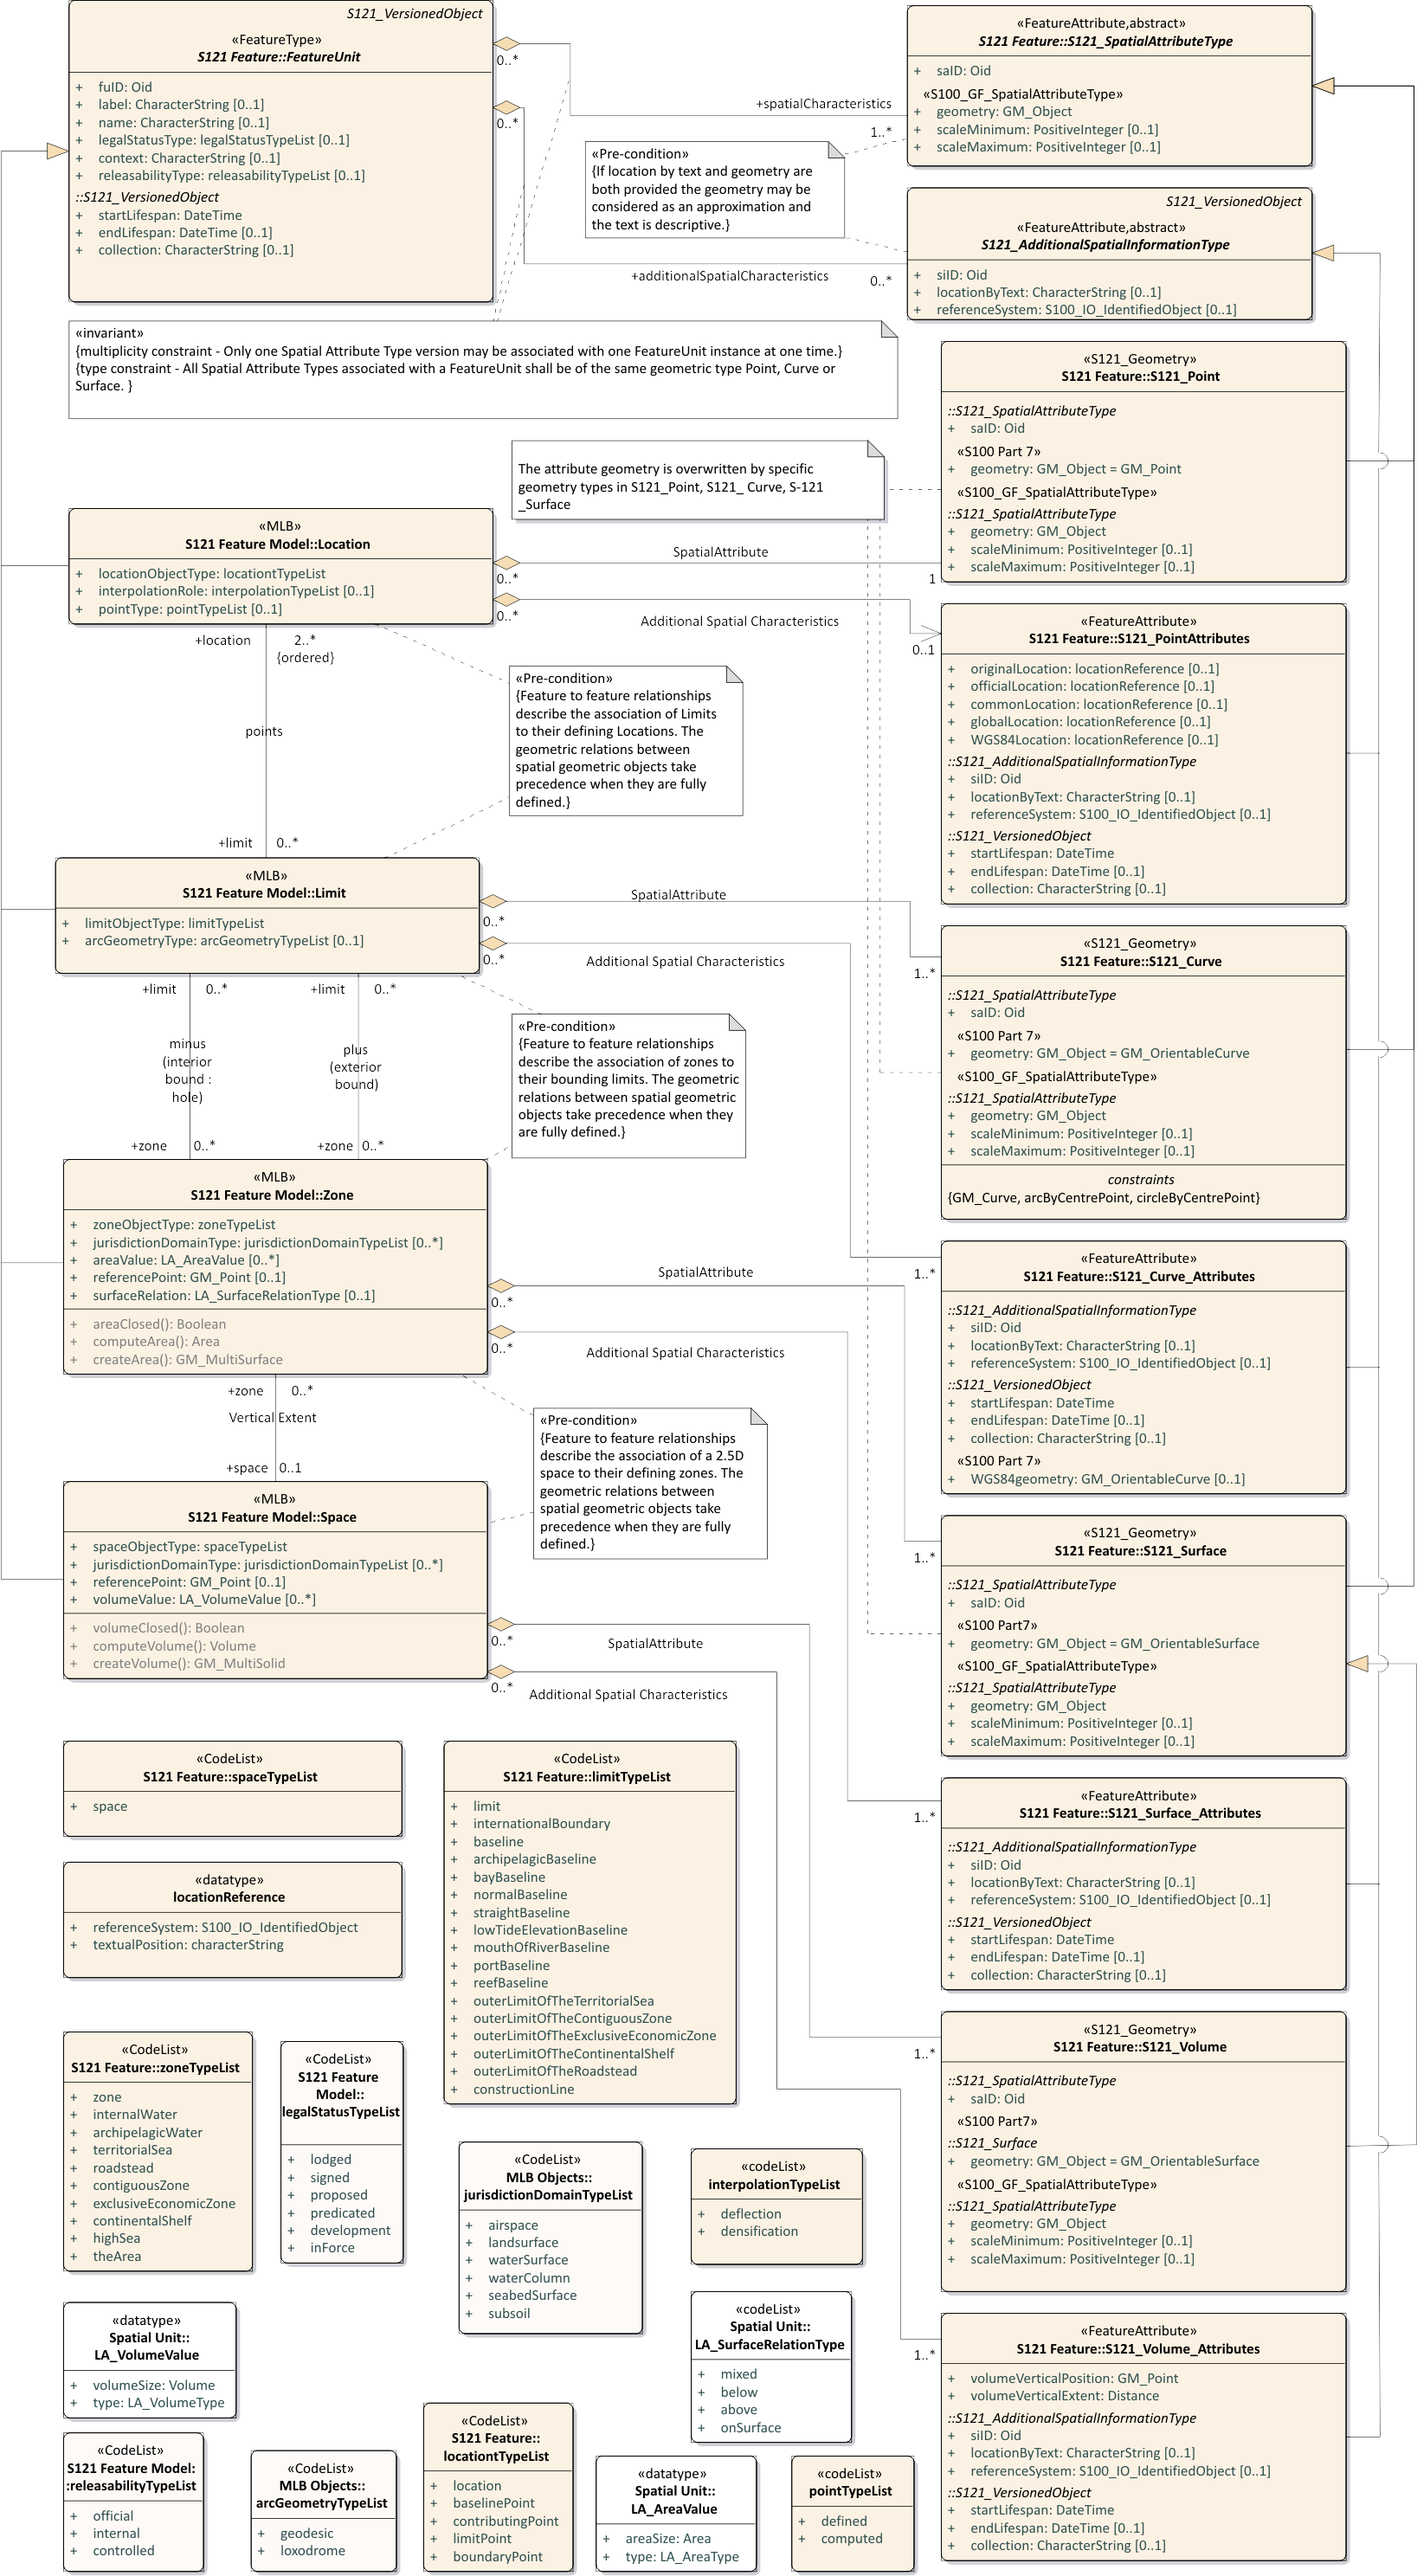 S121_VersionedObject
«FeatureType»
S121 Feature::FeatureUnit
+ fuID: Oid
+ label: CharacterString [0..1]
+ name: CharacterString [0..1]
+ legalStatusType: legalStatusTypeList [0..1]
+ context: CharacterString [0..1]
+ releasabilityType: releasabilityTypeList [0..1]
::S121_VersionedObject
+ startLifespan: DateTime
+ endLifespan: DateTime [0..1]
+ collection: CharacterString [0..1]
0..*
0..*
+spatialCharacteristics
1..*
+additionalSpatialCharacteristics
0..*
«FeatureAttribute,abstract»
S121 Feature::S121_SpatialAttributeType
+ saID: Oid
«S100_GF_SpatialAttributeType»
+ geometry: GM_Object
+ scaleMinimum: PositiveInteger [0..1]
+ scaleMaximum: PositiveInteger [0..1]
«Pre-condition»
{If location by text and geometry are
both provided the geometry may be
considered as an approximation and
the text is descriptive.}
S121_VersionedObject
«FeatureAttribute,abstract»
S121_AdditionalSpatialInformationType
+ siID: Oid
+ locationByText: CharacterString [0..1]
+ referenceSystem: S100_IO_IdentifiedObject [0..1]
«invariant»
{multiplicity constraint - Only one Spatial Attribute Type version may be associated with one FeatureUnit instance at one time.}
{type constraint - All Spatial Attribute Types associated with a FeatureUnit shall be of the same geometric type Point, Curve or
Surface. }
«S121_Geometry»
S121 Feature::S121_Point
::S121_SpatialAttributeType
+ saID: Oid
«S100 Part 7»
+ geometry: GM_Object = GM_Point
«S100_GF_SpatialAttributeType»
::S121_SpatialAttributeType
+ geometry: GM_Object
+ scaleMinimum: PositiveInteger [0..1]
+ scaleMaximum: PositiveInteger [0..1]
The attribute geometry is overwritten by specific
geometry types in S121_Point, S121_ Curve, S-121
_Surface
«MLB»
S121 Feature Model::Location
+ locationObjectType: locationtTypeList
+ interpolationRole: interpolationTypeList [0..1]
+ pointType: pointTypeList [0..1]
SpatialAttribute
0..*
1
0..*
Additional Spatial Characteristics
0..1
+location
2..*
{ordered}
points
+limit
0..*
«Pre-condition»
{Feature to feature relationships
describe the association of Limits
to their defining Locations. The
geometric relations between
spatial geometric objects take
precedence when they are fully
defined.}
«FeatureAttribute»
S121 Feature::S121_PointAttributes
+ originalLocation: locationReference [0..1]
+ officialLocation: locationReference [0..1]
+ commonLocation: locationReference [0..1]
+ globalLocation: locationReference [0..1]
+ WGS84Location: locationReference [0..1]
::S121_AdditionalSpatialInformationType
+ siID: Oid
+ locationByText: CharacterString [0..1]
+ referenceSystem: S100_IO_IdentifiedObject [0..1]
::S121_VersionedObject
+ startLifespan: DateTime
+ endLifespan: DateTime [0..1]
+ collection: CharacterString [0..1]
«MLB»
S121 Feature Model::Limit
+ limitObjectType: limitTypeList
+ arcGeometryType: arcGeometryTypeList [0..1]
SpatialAttribute
0..*
1..*
0..*
Additional Spatial Characteristics
+limit
0..*
+limit
0..*
minus
(interior
bound :
hole)
plus
(exterior
bound)
+zone
0..*
+zone
0..*
«Pre-condition»
{Feature to feature relationships
describe the association of zones to
their bounding limits. The geometric
relations between spatial geometric
objects take precedence when they
are fully defined.}
«S121_Geometry»
S121 Feature::S121_Curve
::S121_SpatialAttributeType
+ saID: Oid
«S100 Part 7»
+ geometry: GM_Object = GM_OrientableCurve
«S100_GF_SpatialAttributeType»
::S121_SpatialAttributeType
+ geometry: GM_Object
+ scaleMinimum: PositiveInteger [0..1]
+ scaleMaximum: PositiveInteger [0..1]
constraints
{GM_Curve, arcByCentrePoint, circleByCentrePoint}
«MLB»
S121 Feature Model::Zone
+ zoneObjectType: zoneTypeList
+ jurisdictionDomainType: jurisdictionDomainTypeList [0..*]
+ areaValue: LA_AreaValue [0..*]
+ referencePoint: GM_Point [0..1]
+ surfaceRelation: LA_SurfaceRelationType [0..1]
+ areaClosed(): Boolean
+ computeArea(): Area
+ createArea(): GM_MultiSurface
1..*
SpatialAttribute
0..*
0..*
Additional Spatial Characteristics
«FeatureAttribute»
S121 Feature::S121_Curve_Attributes
::S121_AdditionalSpatialInformationType
+ siID: Oid
+ locationByText: CharacterString [0..1]
+ referenceSystem: S100_IO_IdentifiedObject [0..1]
::S121_VersionedObject
+ startLifespan: DateTime
+ endLifespan: DateTime [0..1]
+ collection: CharacterString [0..1]
«S100 Part 7»
+ WGS84geometry: GM_OrientableCurve [0..1]
+zone
0..*
Vertical Extent
+space
0..1
«Pre-condition»
{Feature to feature relationships
describe the association of a 2.5D
space to their defining zones. The
geometric relations between
spatial geometric objects take
precedence when they are fully
defined.}
«MLB»
S121 Feature Model::Space
+ spaceObjectType: spaceTypeList
+ jurisdictionDomainType: jurisdictionDomainTypeList [0..*]
+ referencePoint: GM_Point [0..1]
+ volumeValue: LA_VolumeValue [0..*]
+ volumeClosed(): Boolean
+ computeVolume(): Volume
+ createVolume(): GM_MultiSolid
1..*
0..*
SpatialAttribute
0..*
Additional Spatial Characteristics
«S121_Geometry»
S121 Feature::S121_Surface
::S121_SpatialAttributeType
+ saID: Oid
«S100 Part7»
+ geometry: GM_Object = GM_OrientableSurface
«S100_GF_SpatialAttributeType»
::S121_SpatialAttributeType
+ geometry: GM_Object
+ scaleMinimum: PositiveInteger [0..1]
+ scaleMaximum: PositiveInteger [0..1]
«CodeList»
S121 Feature::spaceTypeList
+ space
«datatype»
locationReference
+ referenceSystem: S100_IO_IdentifiedObject
+ textualPosition: characterString
«CodeList»
S121 Feature::limitTypeList
+ limit
+ internationalBoundary
+ baseline
+ archipelagicBaseline
+ bayBaseline
+ normalBaseline
+ straightBaseline
+ lowTideElevationBaseline
+ mouthOfRiverBaseline
+ portBaseline
+ reefBaseline
+ outerLimitOfTheTerritorialSea
+ outerLimitOfTheContiguousZone
+ outerLimitOfTheExclusiveEconomicZone
+ outerLimitOfTheContinentalShelf
+ outerLimitOfTheRoadstead
+ constructionLine
1..*
«FeatureAttribute»
S121 Feature::S121_Surface_Attributes
::S121_AdditionalSpatialInformationType
+ siID: Oid
+ locationByText: CharacterString [0..1]
+ referenceSystem: S100_IO_IdentifiedObject [0..1]
::S121_VersionedObject
+ startLifespan: DateTime
+ endLifespan: DateTime [0..1]
+ collection: CharacterString [0..1]
«CodeList»
S121 Feature::zoneTypeList
+ zone
+ internalWater
+ archipelagicWater
+ territorialSea
+ roadstead
+ contiguousZone
+ exclusiveEconomicZone
+ continentalShelf
+ highSea
+ theArea
«CodeList»
S121 Feature
Model::
legalStatusTypeList
+ lodged
+ signed
+ proposed
+ predicated
+ development
+ inForce
«CodeList»
MLB Objects::
jurisdictionDomainTypeList
+ airspace
+ landsurface
+ waterSurface
+ waterColumn
+ seabedSurface
+ subsoil
«codeList»
interpolationTypeList
+ deflection
+ densification
1..*
«S121_Geometry»
S121 Feature::S121_Volume
::S121_SpatialAttributeType
+ saID: Oid
«S100 Part7»
::S121_Surface
+ geometry: GM_Object = GM_OrientableSurface
«S100_GF_SpatialAttributeType»
::S121_SpatialAttributeType
+ geometry: GM_Object
+ scaleMinimum: PositiveInteger [0..1]
+ scaleMaximum: PositiveInteger [0..1]
«datatype»
Spatial Unit::
LA_VolumeValue
+ volumeSize: Volume
+ type: LA_VolumeType
«codeList»
Spatial Unit::
LA_SurfaceRelationType
+ mixed
+ below
+ above
+ onSurface
1..*
«FeatureAttribute»
S121 Feature::S121_Volume_Attributes
+ volumeVerticalPosition: GM_Point
+ volumeVerticalExtent: Distance
::S121_AdditionalSpatialInformationType
+ siID: Oid
+ locationByText: CharacterString [0..1]
+ referenceSystem: S100_IO_IdentifiedObject [0..1]
::S121_VersionedObject
+ startLifespan: DateTime
+ endLifespan: DateTime [0..1]
+ collection: CharacterString [0..1]
«CodeList»
S121 Feature Model:
:releasabilityTypeList
+ official
+ internal
+ controlled
«CodeList»
MLB Objects::
arcGeometryTypeList
+ geodesic
+ loxodrome
«CodeList»
S121 Feature::
locationtTypeList
+ location
+ baselinePoint
+ contributingPoint
+ limitPoint
+ boundaryPoint
«datatype»
Spatial Unit::
LA_AreaValue
+ areaSize: Area
+ type: LA_AreaType
«codeList»
pointTypeList
+ defined
+ computed